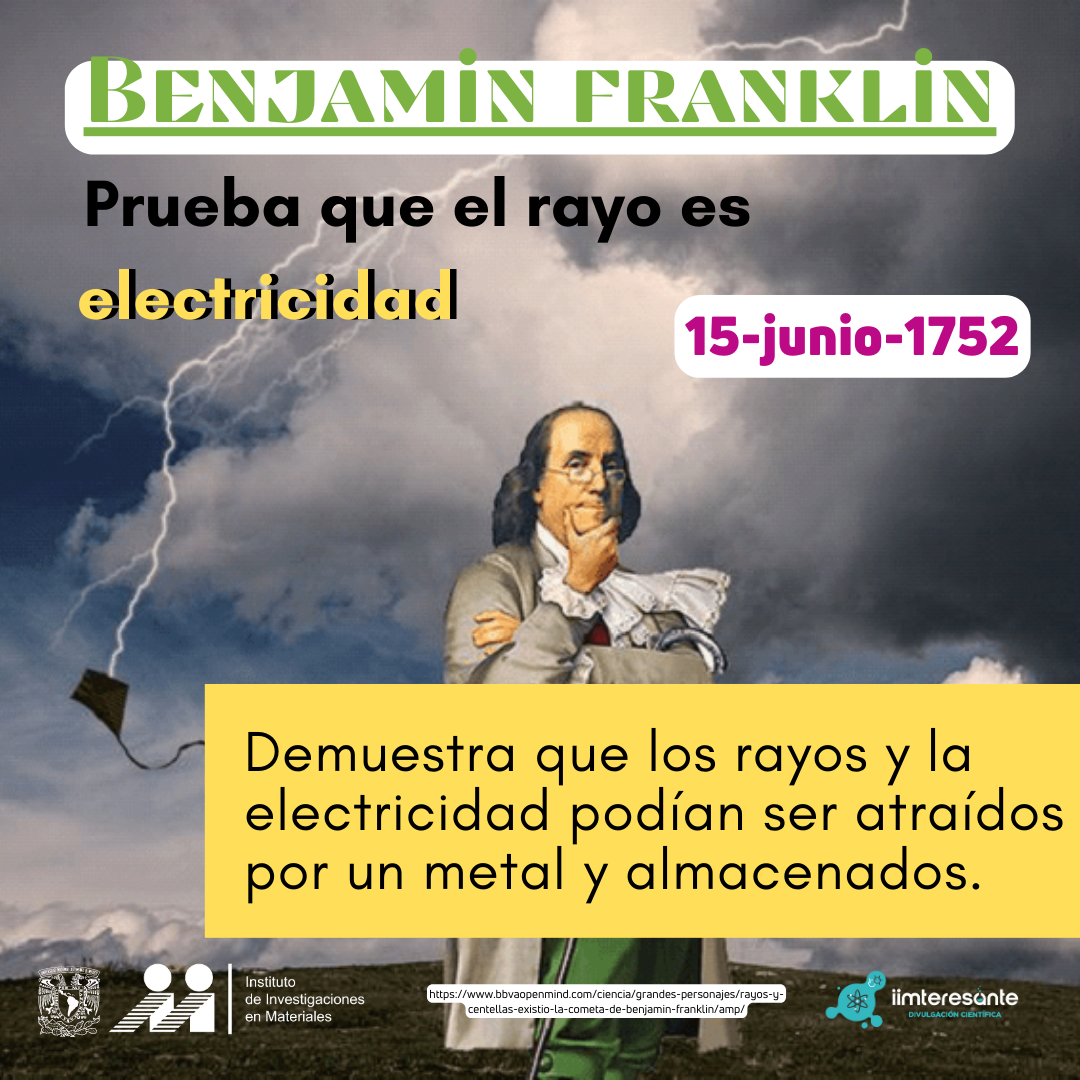 BENJAMIN FRANKLIN
Prueba que el rayo es
electricidad
15-junio-1752
Demuestra que los rayos y la
electricidad podían ser atraídos
por un metal y almacenados.
Instituto
de Investigaciones
en Materiales
https://www.bbvaopenmind.com/ciencia/grandes-personajes/rayos-y-
centellas-existio-la-cometa-de-benjamin-franklin/amp/
iimteresante
DIVULGACIÓN CIENTÍFICA